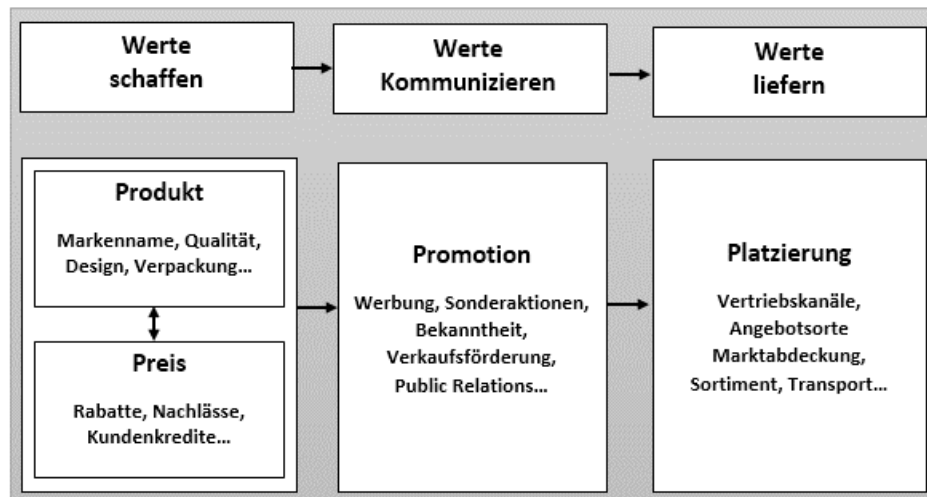 Werte
schaffen
Werte
Kommunizieren
Werte
liefern
Produkt
Markenname, Qualität,
Design, Verpackung...
Preis
Rabatte, Nachlässe,
Kundenkredite...
Promotion
Werbung, Sonderaktionen,
Bekanntheit,
Verkaufsförderung,
Public Relations...
Platzierung
Vertriebskanäle,
Angebotsorte
Marktabdeckung,
Sortiment, Transport...